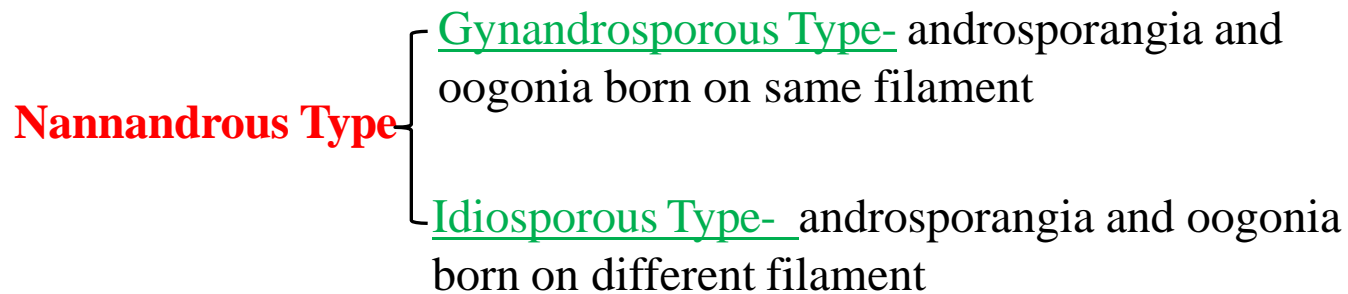 Gynandrosporous Type- androsporangia and
oogonia born on same filament
Nannandrous Type
Idiosporous Type- androsporangia and oogonia
born on different filament